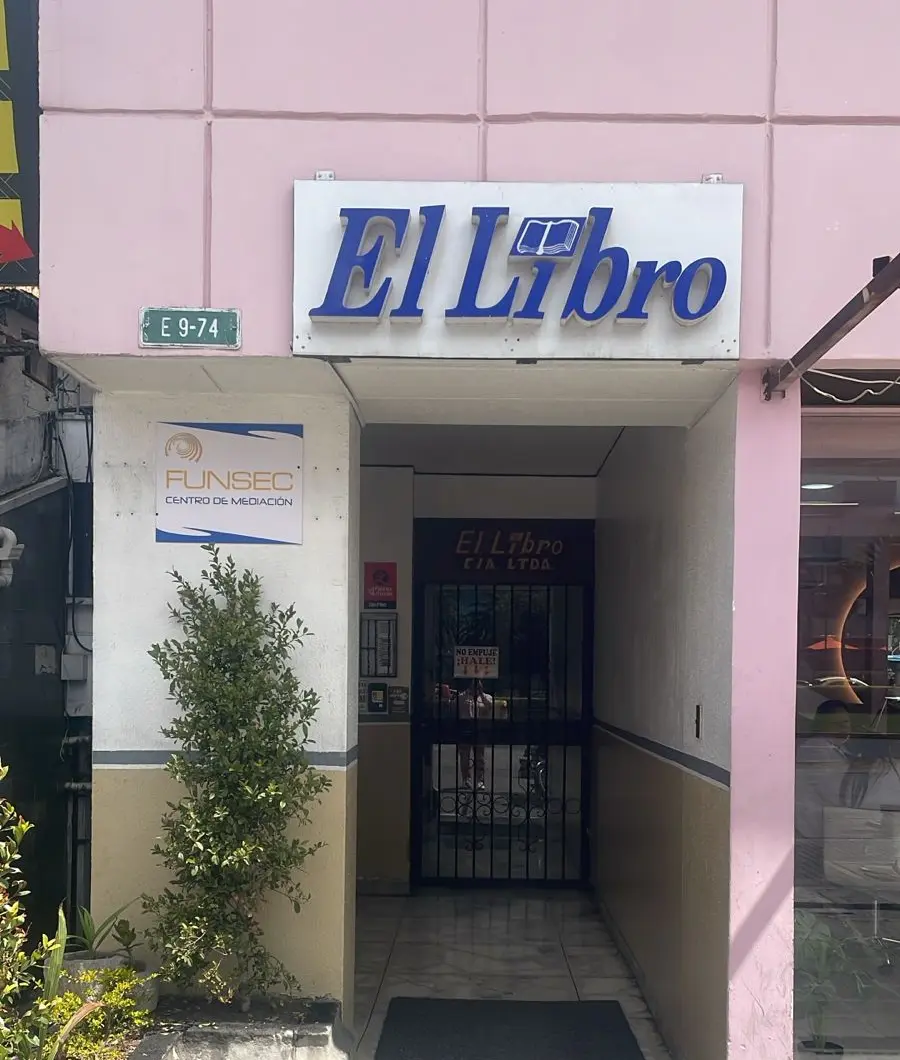 El Libro
E 9-74
FUNSEC
CENTRO DE MEDIACIÓN
El Libro
CIA. LTDA.
NO EMPUJE
¡HALE!